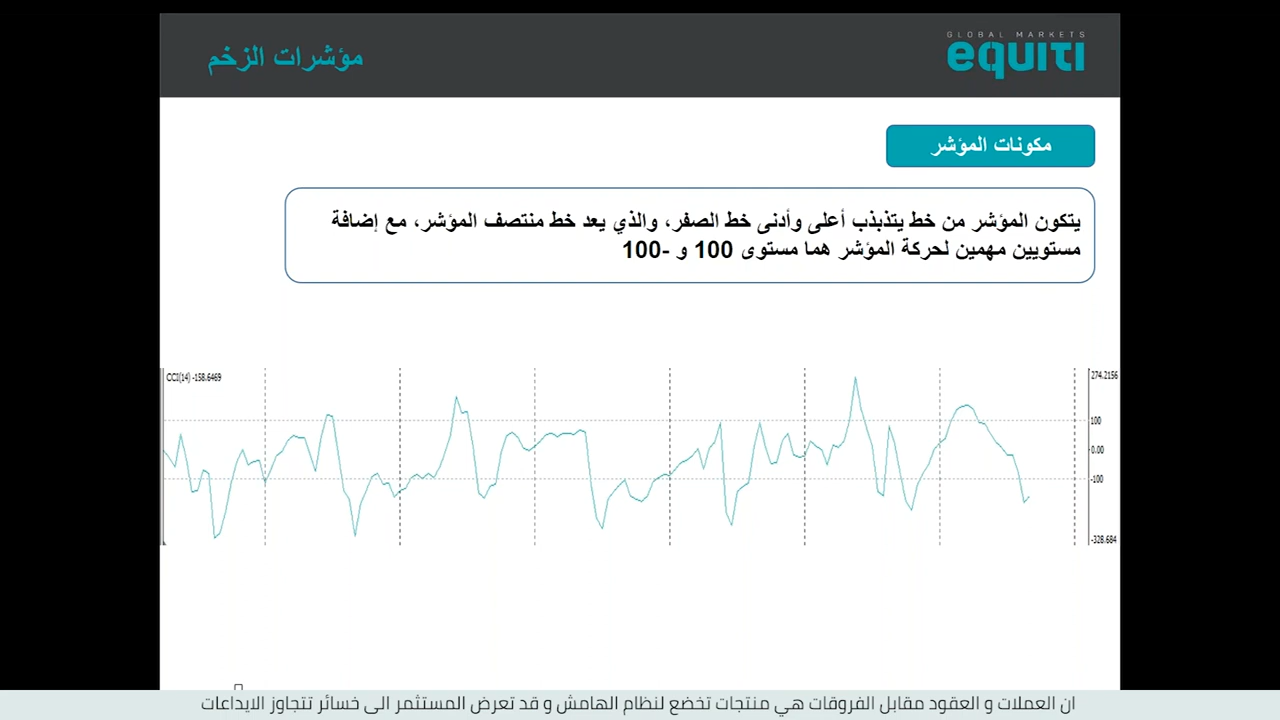 مؤشرات الزخم
GLOBAL MARKETS
equiti
مكونات المؤشر
يتكون المؤشر من خط يتذبذب أعلى وأدنى خط الصفر، والذي يعد خط منتصف المؤشر، مع إضافة
مستويين مهمين لحركة المؤشر هما مستوى 100 و -100
CCI(14) -158.6469
274.2156
100
0.00
-100
-328.684
ان العملات و العقود مقابل الفروقات هي منتجات تخضع لنظام الهامش و قد تعرض المستثمر الى خسائر تتجاوز الايداعات